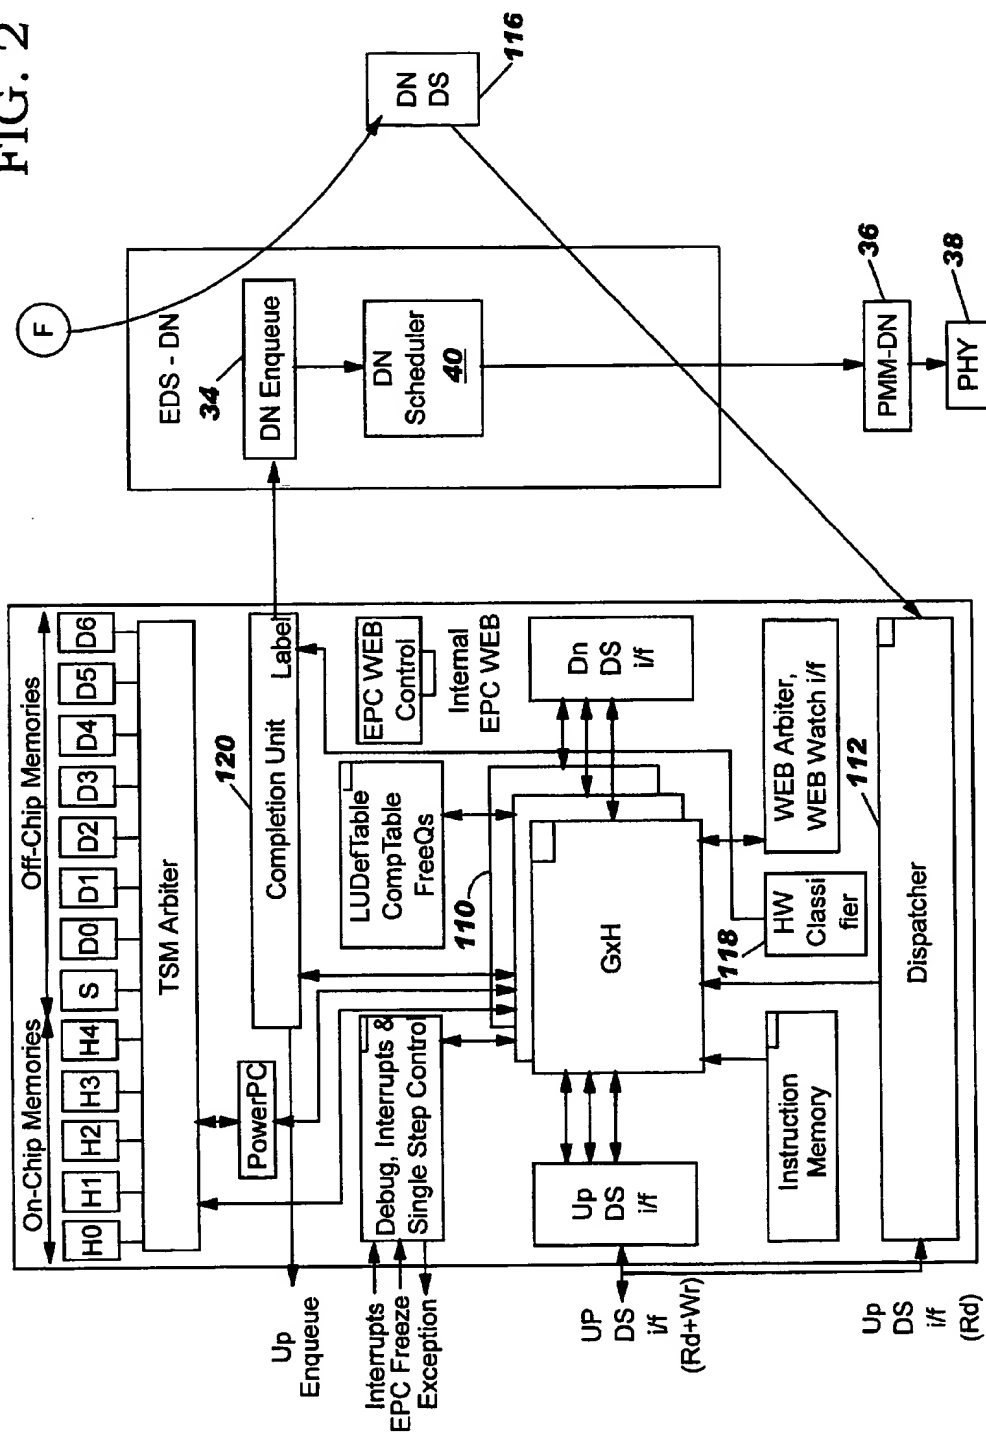 FIG. 2
On-Chip Memories
Off-Chip Memories
H0
H1
H2
H3
H4
S
D0
D1
D2
D3
D4
D5
D6
TSM Arbiter
PowerPC
120
Completion Unit
Label
Up
Enqueue
Interrupts
EPC Freeze
Exception
Debug, Interrupts &
Single Step Control
LUDefTable
CompTable
FreeQs
EPC WEB
Control
Internal
EPC WEB
110
GxH
Up
DS
i/f
Dn
DS
i/f
UP
DS
i/f
(Rd+Wr)
Instruction
Memory
118
HW
Classi
fier
WEB Arbiter,
WEB Watch i/f
112
Dispatcher
Up
DS
i/f
(Rd)
F
EDS - DN
34
DN Enqueue
DN
Scheduler
40
DN
DS
116
PMM-DN
36
PHY
38